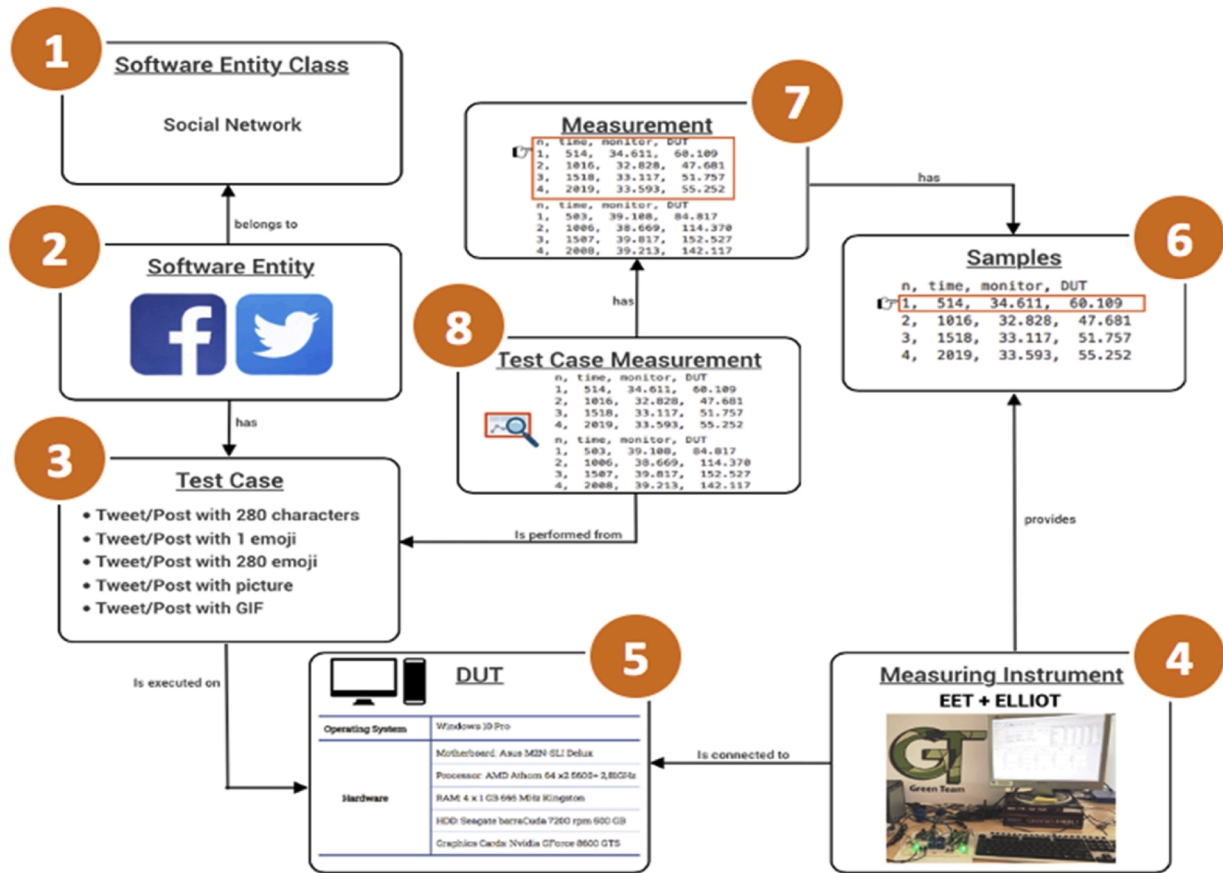 1
Software Entity Class
Social Network
belongs to
2
Software Entity
has
3
Test Case
• Tweet/Post with 280 characters
• Tweet/Post with 1 emoji
• Tweet/Post with 280 emoji
• Tweet/Post with picture
• Tweet/Post with GIF
Is executed on
7
Measurement
n, time, monitor, DUT
1, 514, 34.611, 60.109
2, 1016, 32.828, 47.681
3, 1518, 33.117, 51.757
4, 2019, 33.593, 55.252
n, time, monitor, DUT
1, 503, 39.108, 84.817
2, 1006, 38.669, 114.370
3, 1507, 39.817, 152.527
4, 2008, 39.213, 142.117
has
has
8
Test Case Measurement
n, time, monitor, DUT
1, 514, 34.611, 60.109
2, 1016, 32.828, 47.681
3, 1518, 33.117, 51.757
4, 2019, 33.593, 55.252
n, time, monitor, DUT
1, 503, 39.108, 84.817
2, 1006, 38.669, 114.370
3, 1507, 39.817, 152.527
4, 2008, 39.213, 142.117
Is performed from
6
Samples
n, time, monitor, DUT
1, 514, 34.611, 60.109
2, 1016, 32.828, 47.681
3, 1518, 33.117, 51.757
4, 2019, 33.593, 55.252
provides
5
DUT
Operating System
Windows 10 Pro
Hardware
Motherboard: Asus M2N-SLI Delux
Processor: AMD Athom 64 x2 5600+ 2,81GHz
RAM: 4 x 1 GB 666 MHz Kingston
HDD: Seagate barraCuda 7200 rpm 500 GB
Graphics Cards: Nvidia GForce 8600 GTS
Is connected to
4
Measuring Instrument
EET + ELLIOT
GT
Green Team